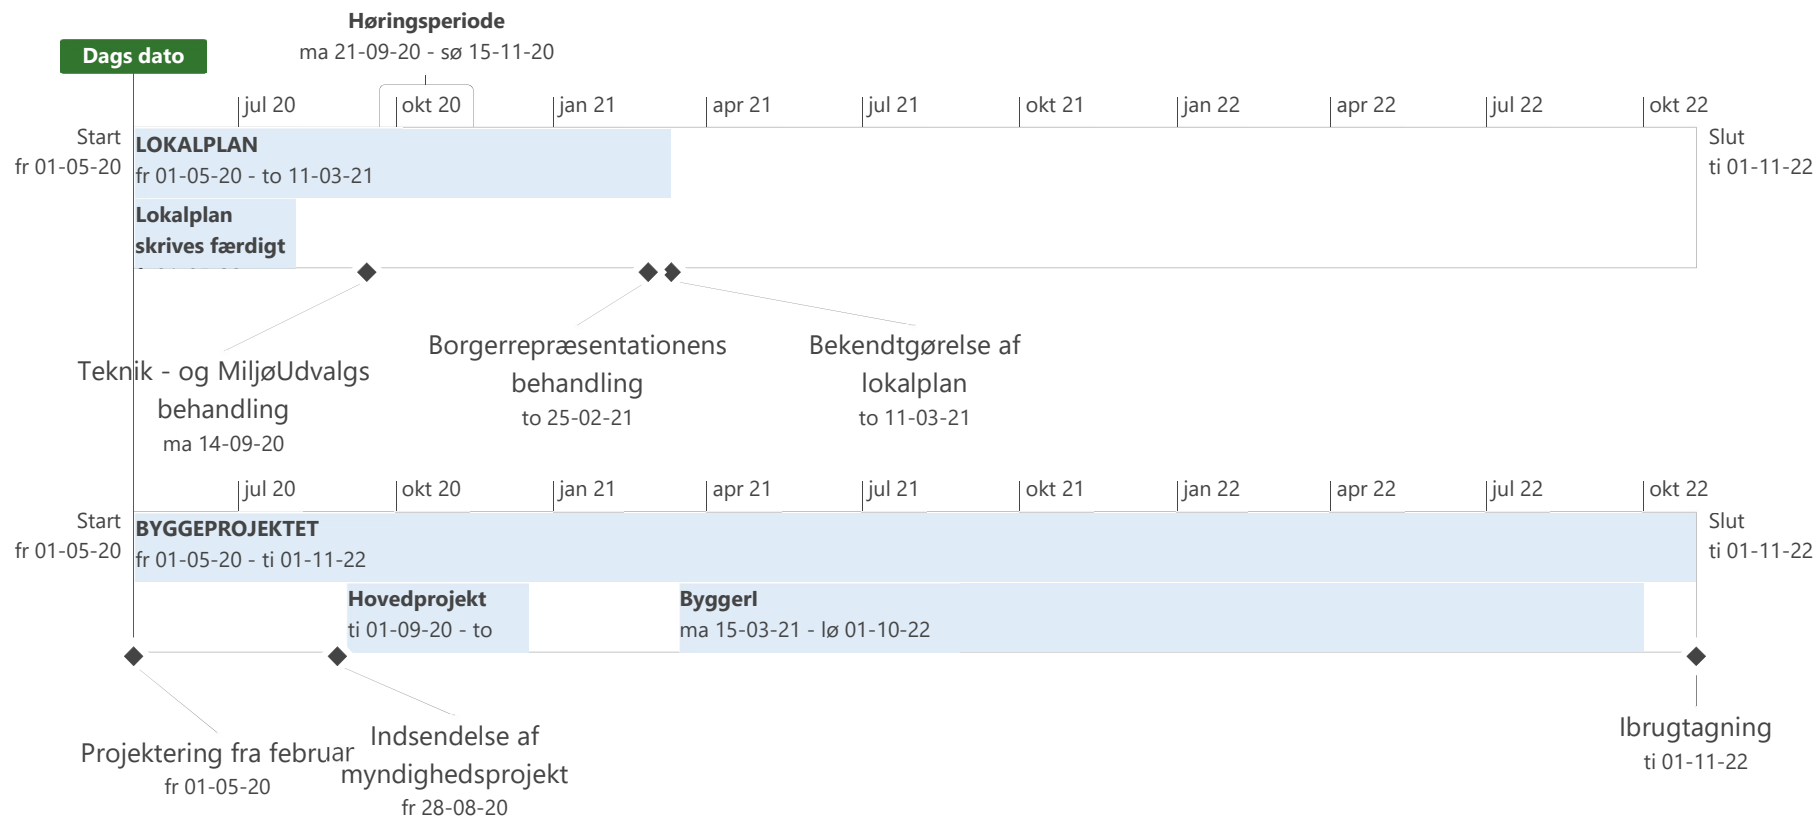 Høringsperiode
ma 21-09-20 - sø 15-11-20
Dags dato
jul 20 okt 20 jan 21 apr 21 jul 21 okt 21 jan 22 apr 22 jul 22 okt 22
Start
fr 01-05-20
LOKALPLAN
fr 01-05-20 - to 11-03-21
Slut
ti 01-11-22
Lokalplan
skrives færdigt
Teknik - og MiljøUdvalgs
behandling
ma 14-09-20
Borgerrepræsentationens
behandling
to 25-02-21
Bekendtgørelse af
lokalplan
to 11-03-21
jul 20 okt 20 jan 21 apr 21 jul 21 okt 21 jan 22 apr 22 jul 22 okt 22
Start
fr 01-05-20
BYGGEPROJEKTET
fr 01-05-20 - ti 01-11-22
Slut
ti 01-11-22
Hovedprojekt
ti 01-09-20 - to
ByggerI
ma 15-03-21 - lø 01-10-22
Projektering fra februar
fr 01-05-20
Indsendelse af
myndighedsprojekt
fr 28-08-20
Ibrugtagning
ti 01-11-22